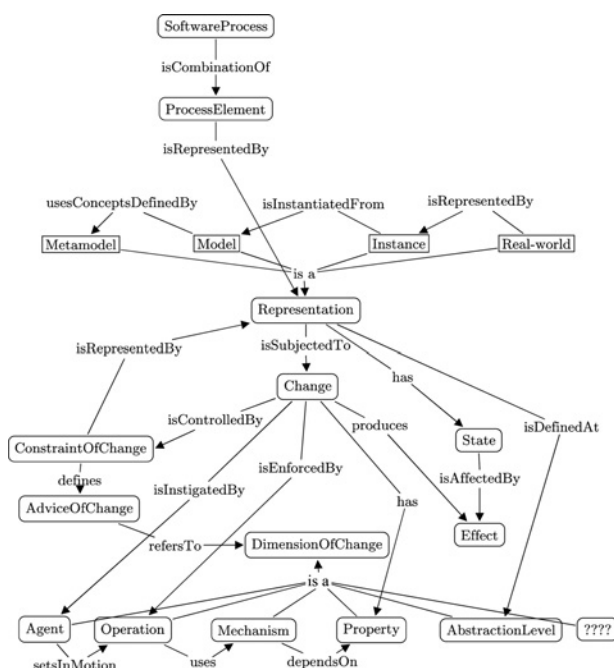 SoftwareProcess
isCombinationOf
ProcessElement
isRepresentedBy
usesConceptsDefinedBy
isInstantiatedFrom
isRepresentedBy
Metamodel
Model
Instance
Real-world
is a
Representation
isRepresentedBy
isSubjectedTo
has
Change
isControlledBy
produces
isDefinedAt
ConstraintOfChange
State
defines
isInstigatedBy
isEnforcedBy
isAffectedBy
AdviceOfChange
has
refersTo
DimensionOfChange
Effect
is a
Agent
Operation
Mechanism
Property
AbstractionLevel
????
setsInMotion
uses
dependsOn